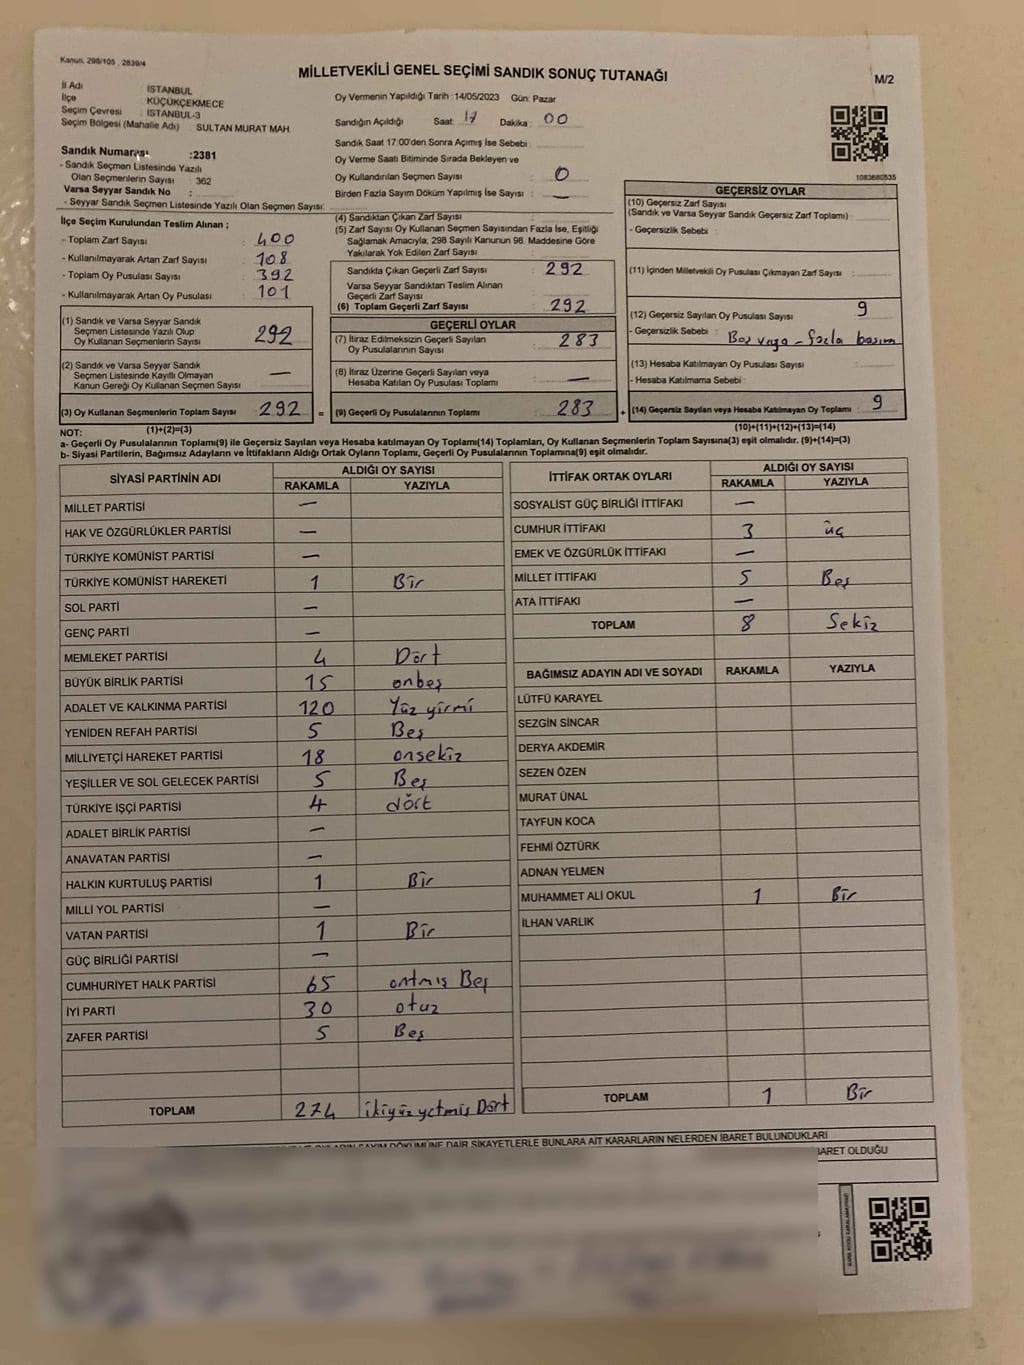 Kanun, 298/105 , 2839/4
MİLLETVEKİLİ GENEL SEÇİMİ SANDIK SONUÇ TUTANAĞI
M/2
İl Adı : İSTANBUL
İlçe : KÜÇÜKÇEKMECE
Seçim Çevresi : İSTANBUL-3
Seçim Bölgesi (Mahalle Adı) : SULTAN MURAT MAH.
Oy Vermenin Yapıldığı Tarih : 14/05/2023 Gün: Pazar
Sandığın Açıldığı Saat: 17 Dakika : 00
Sandık Numarası :2381
- Sandık Seçmen Listesinde Yazılı
Olan Seçmenlerin Sayısı : 362
Varsa Seyyar Sandık No :
- Seyyar Sandık Seçmen Listesinde Yazılı Olan Seçmen Sayısı:
Sandık Saat 17:00'den Sonra Açımış İse Sebebi :
Oy Verme Saati Bitiminde Sırada Bekleyen ve
Oy Kullandırılan Seçmen Sayısı : 0
Birden Fazla Sayım Döküm Yapılmış İse Sayısı : —
1083680535
İlçe Seçim Kurulundan Teslim Alınan ;
- Toplam Zarf Sayısı : 400
- Kullanılmayarak Artan Zarf Sayısı : 108
- Toplam Oy Pusulası Sayısı : 392
- Kullanılmayarak Artan Oy Pusulası : 101
(1) Sandık ve Varsa Seyyar Sandık
Seçmen Listesinde Yazılı Olup
Oy Kullanan Seçmenlerin Sayısı : 292
(2) Sandık ve Varsa Seyyar Sandık
Seçmen Listesinde Kayıtlı Olmayan
Kanun Gereği Oy Kullanan Seçmen Sayısı : —
(3) Oy Kullanan Seçmenlerin Toplam Sayısı : 292 =
(1)+(2)=(3)
(4) Sandıktan Çıkan Zarf Sayısı :
(5) Zarf Sayısı Oy Kullanan Seçmen Sayısından Fazla İse, Eşitliği
Sağlamak Amacıyla, 298 Sayılı Kanunun 98. Maddesine Göre
Yakılarak Yok Edilen Zarf Sayısı :
Sandıkta Çıkan Geçerli Zarf Sayısı : 292
Varsa Seyyar Sandıktan Teslim Alınan
Geçerli Zarf Sayısı :
(6) Toplam Geçerli Zarf Sayısı : 292
GEÇERLİ OYLAR
(7) İtiraz Edilmeksizin Geçerli Sayılan
Oy Pusulalarının Sayısı : 283
(8) İtiraz Üzerine Geçerli Sayılan veya
Hesaba Katılan Oy Pusulası Toplamı : —
(9) Geçerli Oy Pusulalarının Toplamı : 283 +
GEÇERSİZ OYLAR
(10) Geçersiz Zarf Sayısı
(Sandık ve Varsa Seyyar Sandık Geçersiz Zarf Toplamı) :
- Geçersizlik Sebebi :
(11) İçinden Milletvekili Oy Pusulası Çıkmayan Zarf Sayısı :
(12) Geçersiz Sayılan Oy Pusulası Sayısı : 9
- Geçersizlik Sebebi : Boş veya - fazla basım
(13) Hesaba Katılmayan Oy Pusulası Sayısı :
- Hesaba Katılmama Sebebi :
(14) Geçersiz Sayılan veya Hesaba Katılmayan Oy Toplamı : 9
(10)+(11)+(12)+(13)=(14)
NOT:
a- Geçerli Oy Pusulalarının Toplamı(9) ile Geçersiz Sayılan veya Hesaba katılmayan Oy Toplamı(14) Toplamları, Oy Kullanan Seçmenlerin Toplam Sayısına(3) eşit olmalıdır. (9)+(14)=(3)
b- Siyasi Partilerin, Bağımsız Adayların ve İttifakların Aldığı Ortak Oyların Toplamı, Geçerli Oy Pusulalarının Toplamına(9) eşit olmalıdır.
SİYASİ PARTİNİN ADI ALDIĞI OY SAYISI
RAKAMLA YAZIYLA
MİLLET PARTİSİ —
HAK VE ÖZGÜRLÜKLER PARTİSİ —
TÜRKİYE KOMÜNİST PARTİSİ —
TÜRKİYE KOMÜNİST HAREKETİ 1 Bir
SOL PARTİ —
GENÇ PARTİ —
MEMLEKET PARTİSİ 4 Dört
BÜYÜK BİRLİK PARTİSİ 15 onbeş
ADALET VE KALKINMA PARTİSİ 120 Yüz yirmi
YENİDEN REFAH PARTİSİ 5 Beş
MİLLİYETÇİ HAREKET PARTİSİ 18 onsekiz
YEŞİLLER VE SOL GELECEK PARTİSİ 5 Beş
TÜRKİYE İŞÇİ PARTİSİ 4 dört
ADALET BİRLİK PARTİSİ —
ANAVATAN PARTİSİ —
HALKIN KURTULUŞ PARTİSİ 1 Bir
MİLLİ YOL PARTİSİ —
VATAN PARTİSİ 1 Bir
GÜÇ BİRLİĞİ PARTİSİ —
CUMHURİYET HALK PARTİSİ 65 antmış Beş
İYİ PARTİ 30 otuz
ZAFER PARTİSİ 5 Beş
TOPLAM 274 ikiyüz yetmiş Dört
İTTİFAK ORTAK OYLARI ALDIĞI OY SAYISI
RAKAMLA YAZIYLA
SOSYALİST GÜÇ BİRLİĞİ İTTİFAKI —
CUMHUR İTTİFAKI 3 üç
EMEK VE ÖZGÜRLÜK İTTİFAKI —
MİLLET İTTİFAKI 5 Beş
ATA İTTİFAKI —
TOPLAM 8 Sekiz
BAĞIMSIZ ADAYIN ADI VE SOYADI RAKAMLA YAZIYLA
LÜTFÜ KARAYEL
SEZGİN SİNCAR
DERYA AKDEMİR
SEZEN ÖZEN
MURAT ÜNAL
TAYFUN KOCA
FEHMİ ÖZTÜRK
ADNAN YELMEN
MUHAMMET ALİ OKUL 1 Bir
İLHAN VARLIK
TOPLAM 1 Bir
OYLARIN SAYIM DÖKÜMÜNE DAİR ŞİKAYETLERLE BUNLARA AİT KARARLARIN NELERDEN İBARET BULUNDUKLARI
İBARET OLDUĞU